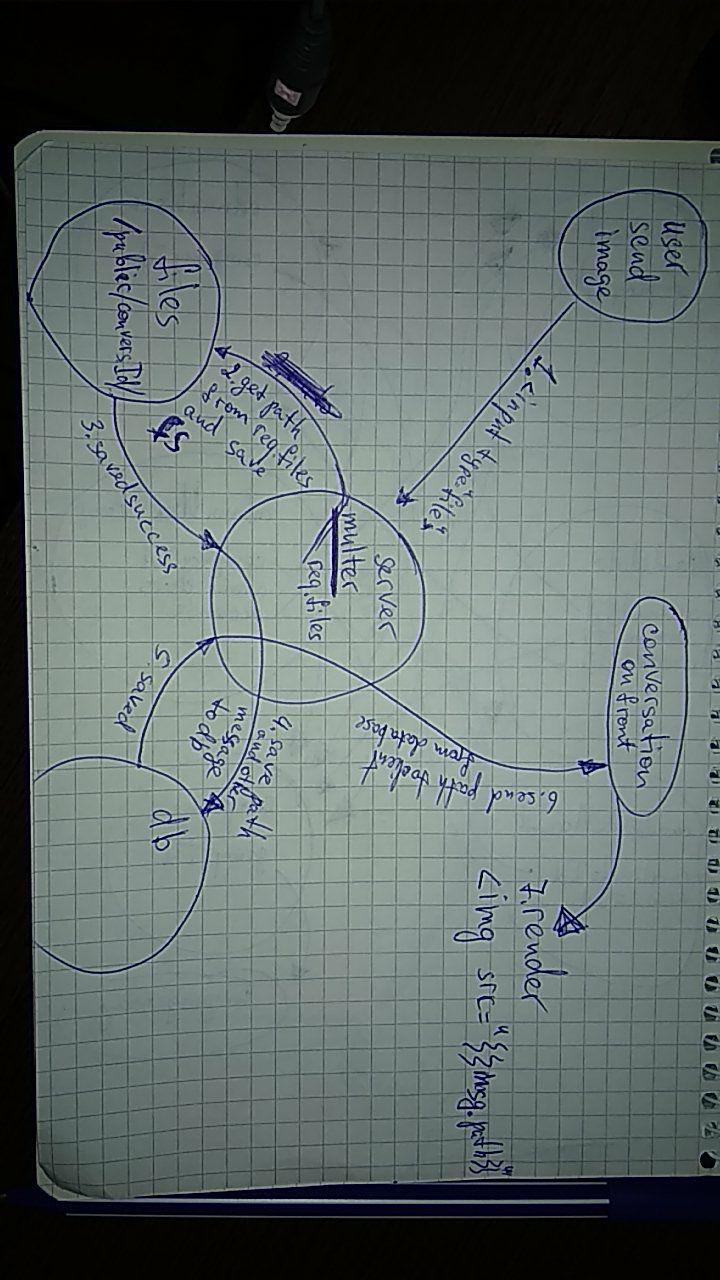 user
send
image
conversation
on front
1. <input type="files"
6. send path to client
from database
7. render
<img src="}}}msg.path}}"
server
multer
req.files
2. get path
from req.files
and save
fs
4. save path
and other
message
to db
files
/public/conversId/
3. saved success
5. saved
db